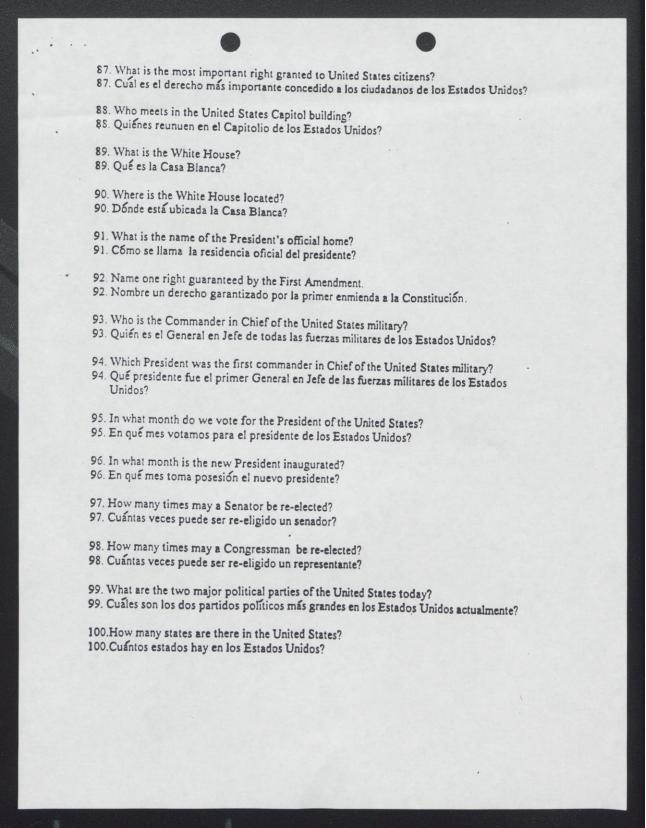 87. What is the most important right granted to United States citizens?
87. Cuál es el derecho más importante concedido a los ciudadanos de los Estados Unidos?
88. Who meets in the United States Capitol building?
88. Quiénes reunuen en el Capitolio de los Estados Unidos?
89. What is the White House?
89. Qué es la Casa Blanca?
90. Where is the White House located?
90. Dónde está ubicada la Casa Blanca?
91. What is the name of the President's official home?
91. Cómo se llama la residencia oficial del presidente?
92. Name one right guaranteed by the First Amendment.
92. Nombre un derecho garantizado por la primer enmienda a la Constitución.
93. Who is the Commander in Chief of the United States military?
93. Quién es el General en Jefe de todas las fuerzas militares de los Estados Unidos?
94. Which President was the first commander in Chief of the United States military?
94. Qué presidente fue el primer General en Jefe de las fuerzas militares de los Estados
Unidos?
95. In what month do we vote for the President of the United States?
95. En qué mes votamos para el presidente de los Estados Unidos?
96. In what month is the new President inaugurated?
96. En qué mes toma posesión el nuevo presidente?
97. How many times may a Senator be re-elected?
97. Cuántas veces puede ser re-eligido un senador?
98. How many times may a Congressman be re-elected?
98. Cuántas veces puede ser re-eligido un representante?
99. What are the two major political parties of the United States today?
99. Cuáles son los dos partidos políticos más grandes en los Estados Unidos actualmente?
100.How many states are there in the United States?
100.Cuántos estados hay en los Estados Unidos?